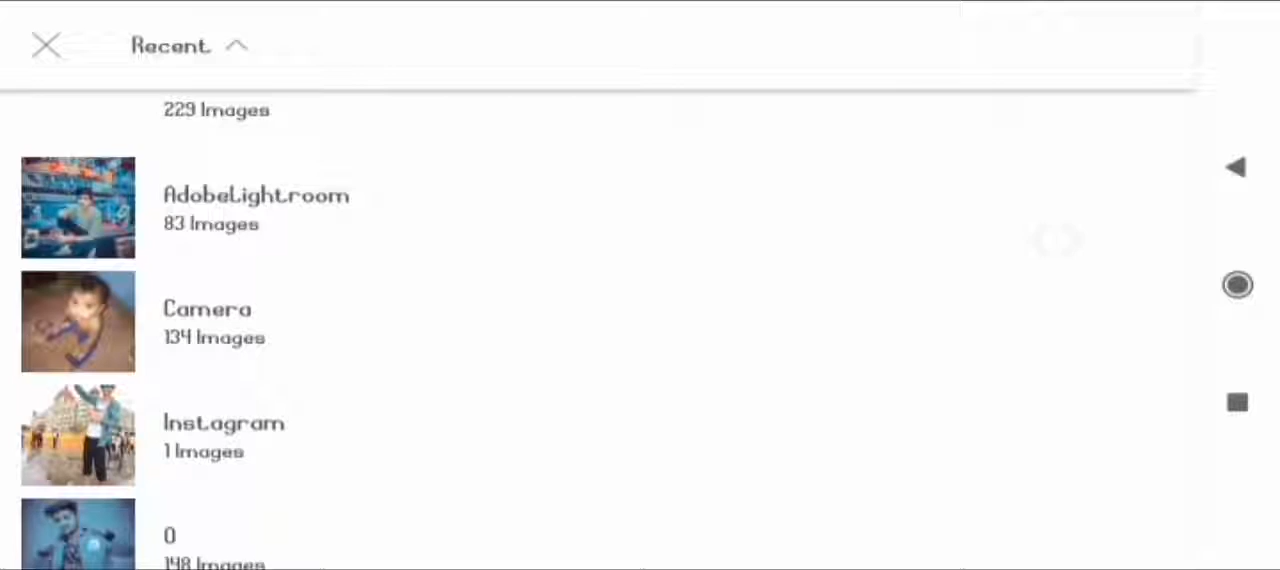 Recent
229 Images
AdobeLightroom
83 Images
Camera
134 Images
Instagram
1 Images
0
148 Images